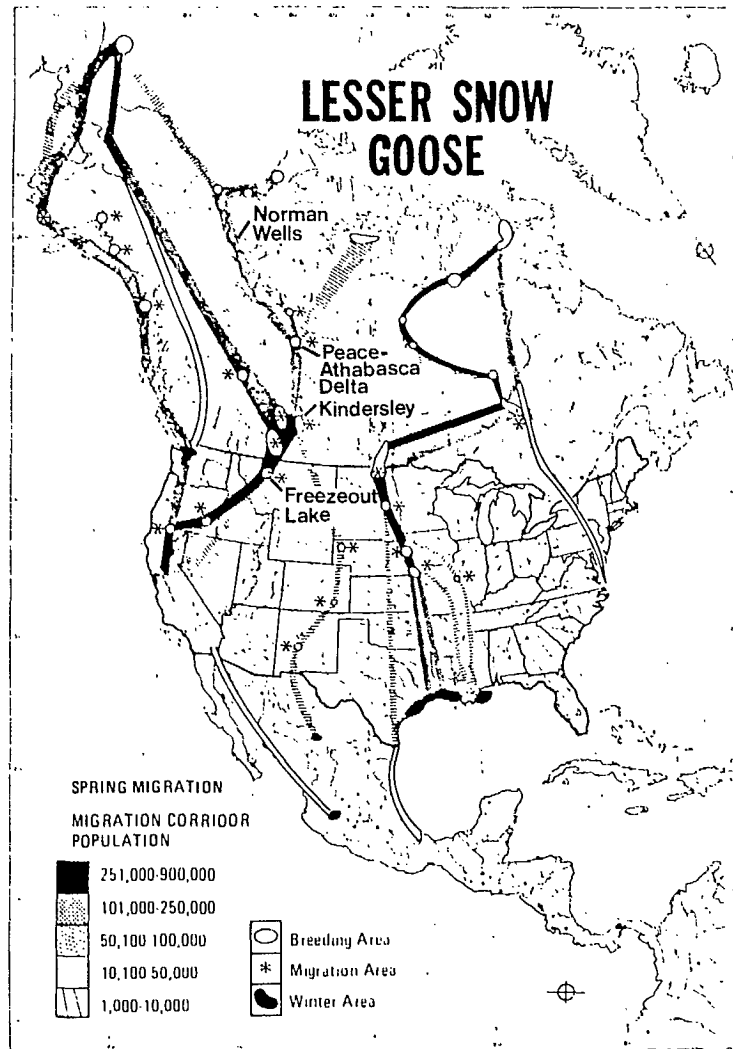 LESSER SNOW
GOOSE
Norman
Wells
Peace-
Athabasca
Delta
Kindersley
Freezeout
Lake
SPRING MIGRATION
MIGRATION CORRIDOR
POPULATION
251,000-900,000
101,000-250,000
50,100-100,000
10,100-50,000
1,000-10,000
Breeding Area
* Migration Area
Winter Area